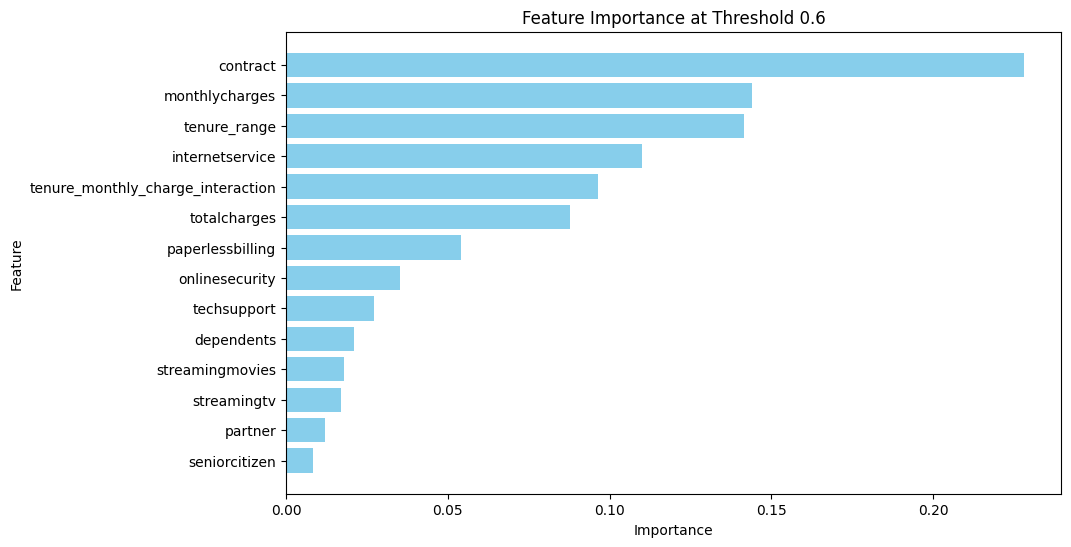 Feature Importance at Threshold 0.6
Feature
contract
monthlycharges
tenure_range
internetservice
tenure_monthly_charge_interaction
totalcharges
paperlessbilling
onlinesecurity
techsupport
dependents
streamingmovies
streamingtv
partner
seniorcitizen
0.00 0.05 0.10 0.15 0.20
Importance